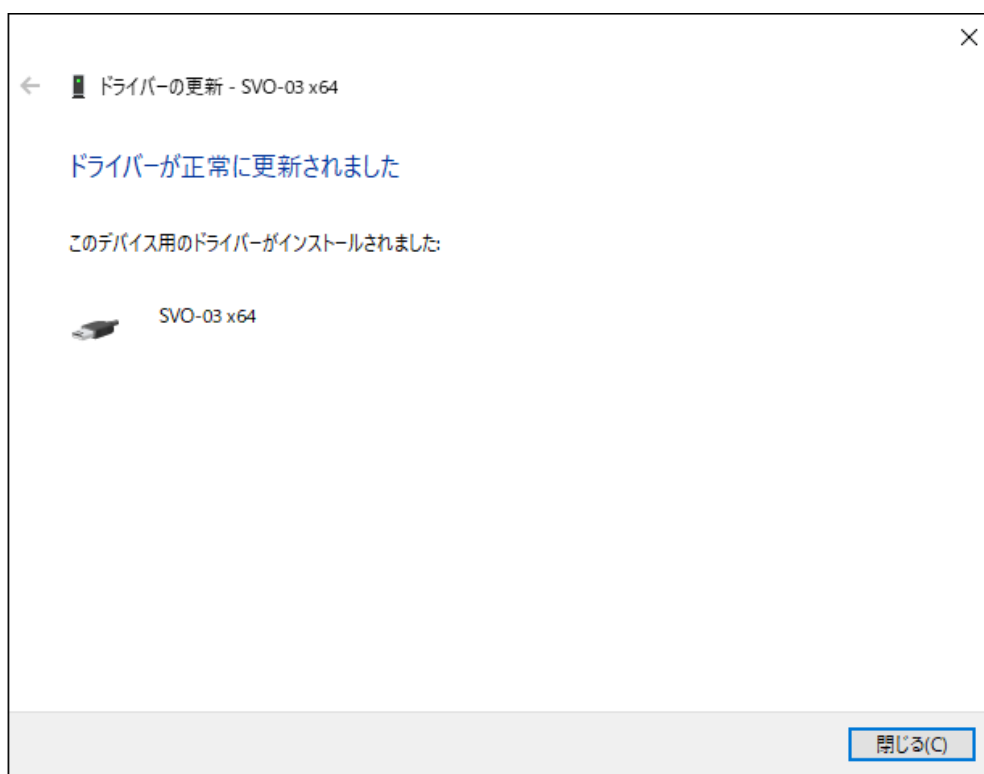 ドライバーの更新 - SVO-03 x64
ドライバーが正常に更新されました
このデバイス用のドライバーがインストールされました:
SVO-03 x64
閉じる(C)